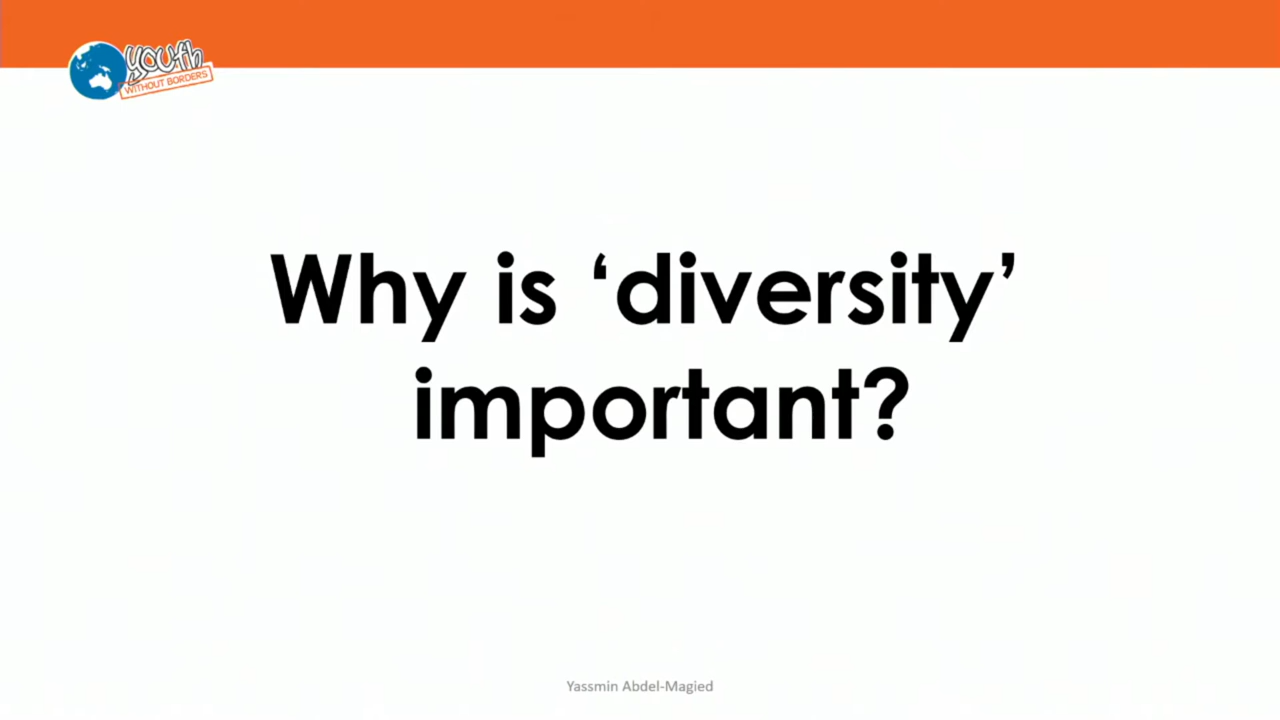 youth
WITHOUT BORDERS
Why is ‘diversity’
important?
Yassmin Abdel-Magied